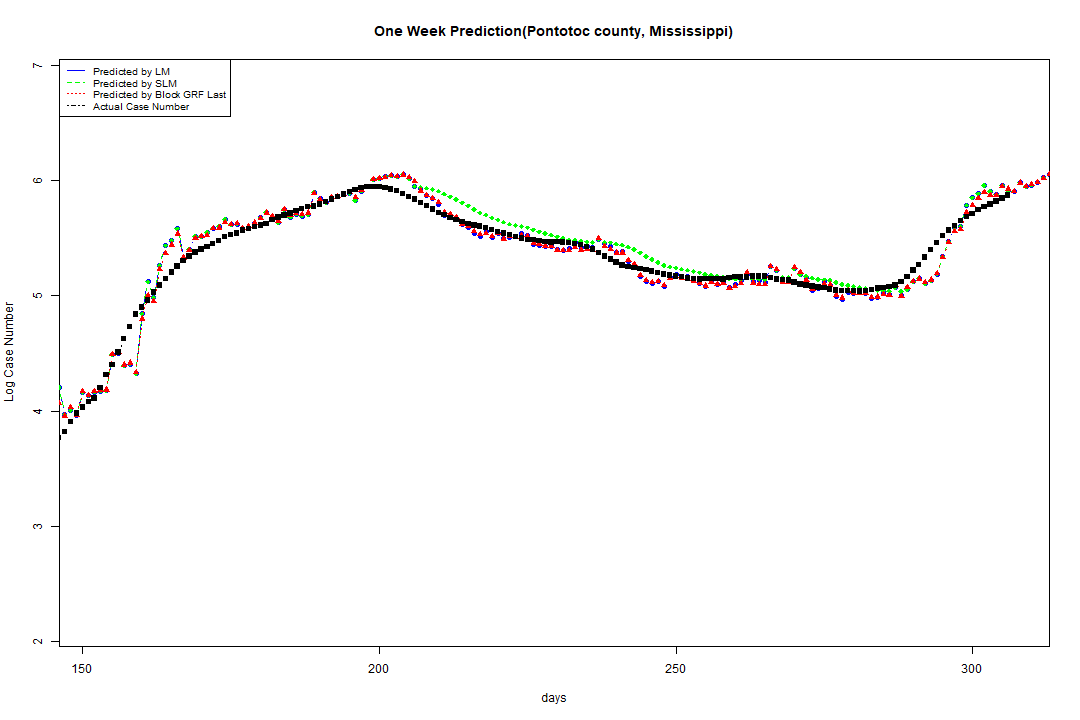 One Week Prediction(Pontotoc county, Mississippi)
Predicted by LM
Predicted by SLM
Predicted by Block GRF Last
Actual Case Number
7
6
5
4
3
2
Log Case Number
150 200 250 300
days